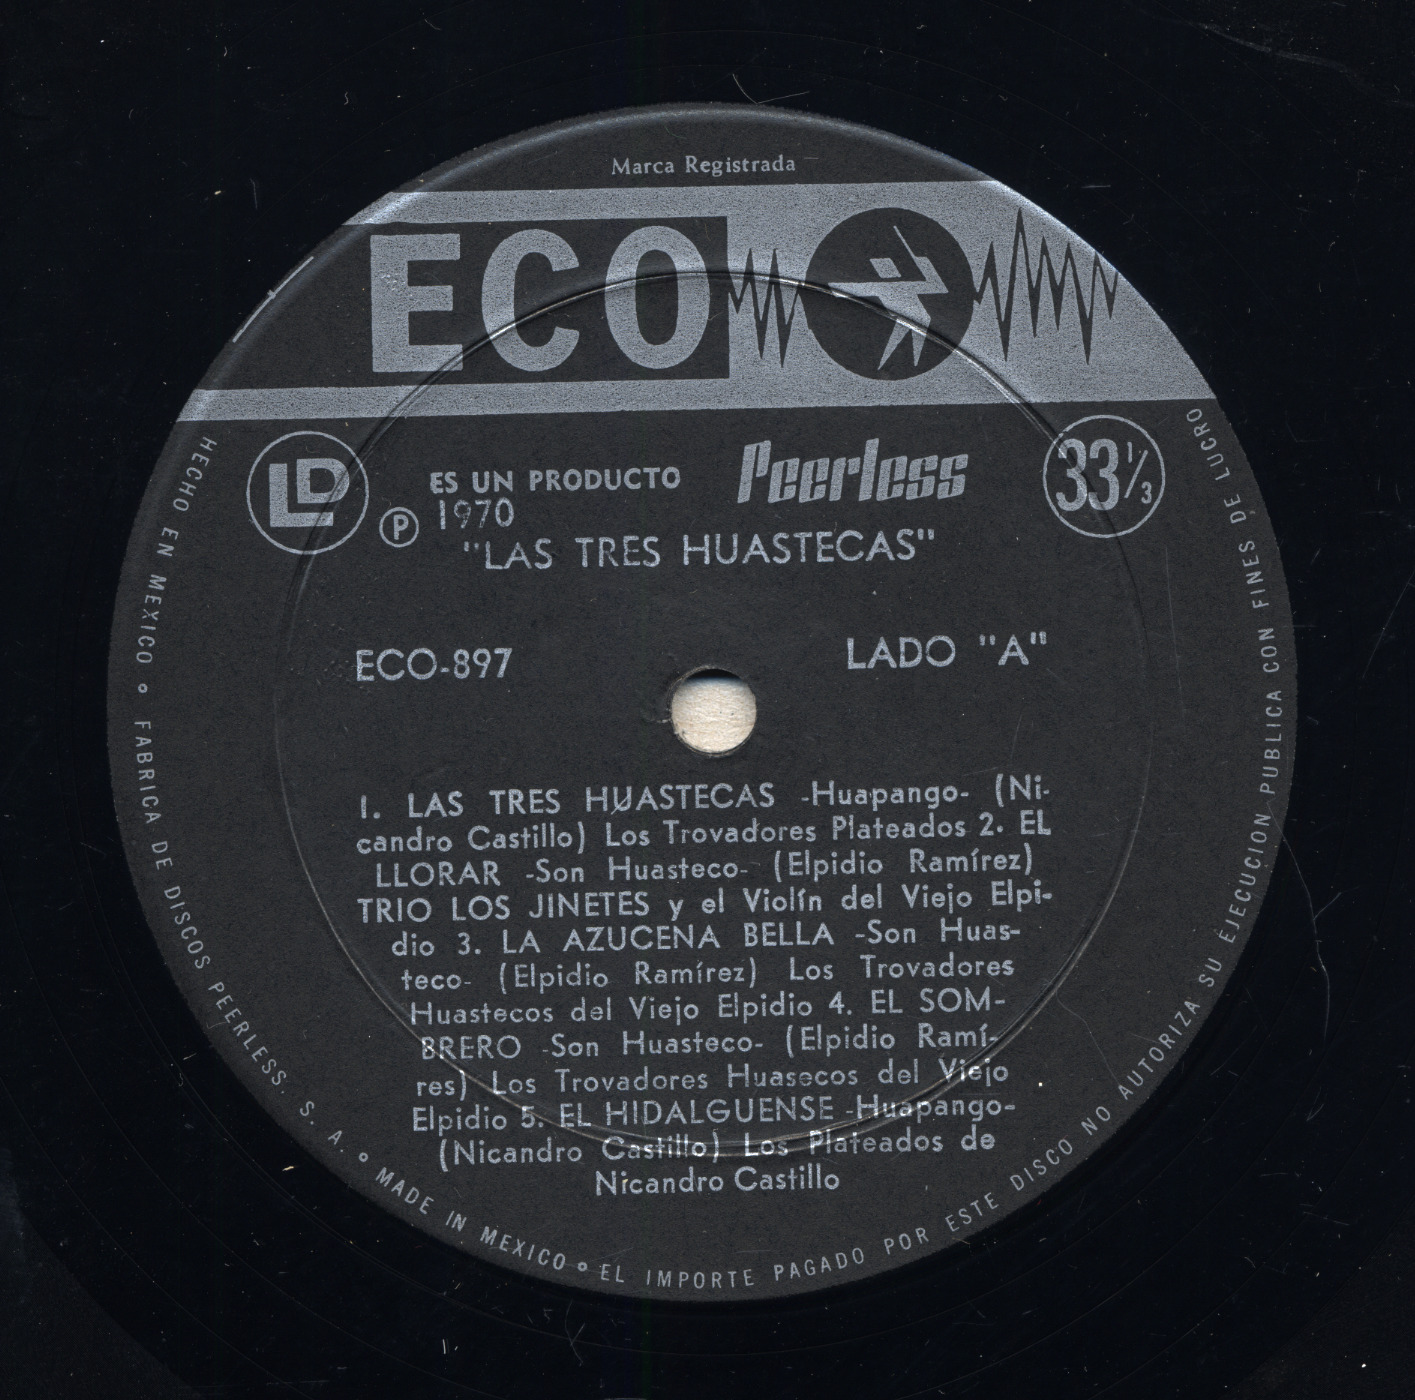 Marca Registrada
ECO
LD
ES UN PRODUCTO
Peerless
33 1/3
℗ 1970
"LAS TRES HUASTECAS"
ECO-897
LADO "A"
1. LAS TRES HUASTECAS -Huapango- (Ni-
candro Castillo) Los Trovadores Plateados 2. EL
LLORAR -Son Huasteco- (Elpidio Ramírez)
TRIO LOS JINETES y el Violín del Viejo Elpi-
dio 3. LA AZUCENA BELLA -Son Huas-
teco- (Elpidio Ramírez) Los Trovadores
Huastecos del Viejo Elpidio 4. EL SOM-
BRERO -Son Huasteco- (Elpidio Ramí-
res) Los Trovadores Huasecos del Viejo
Elpidio 5. EL HIDALGUENSE -Huapango-
(Nicandro Castillo) Los Plateados de
Nicandro Castillo
HECHO EN MEXICO ° FABRICA DE DISCOS PEERLESS. S. A. ° MADE IN MEXICO ° EL IMPORTE PAGADO POR ESTE DISCO NO AUTORIZA SU EJECUCION PUBLICA CON FINES DE LUCRO